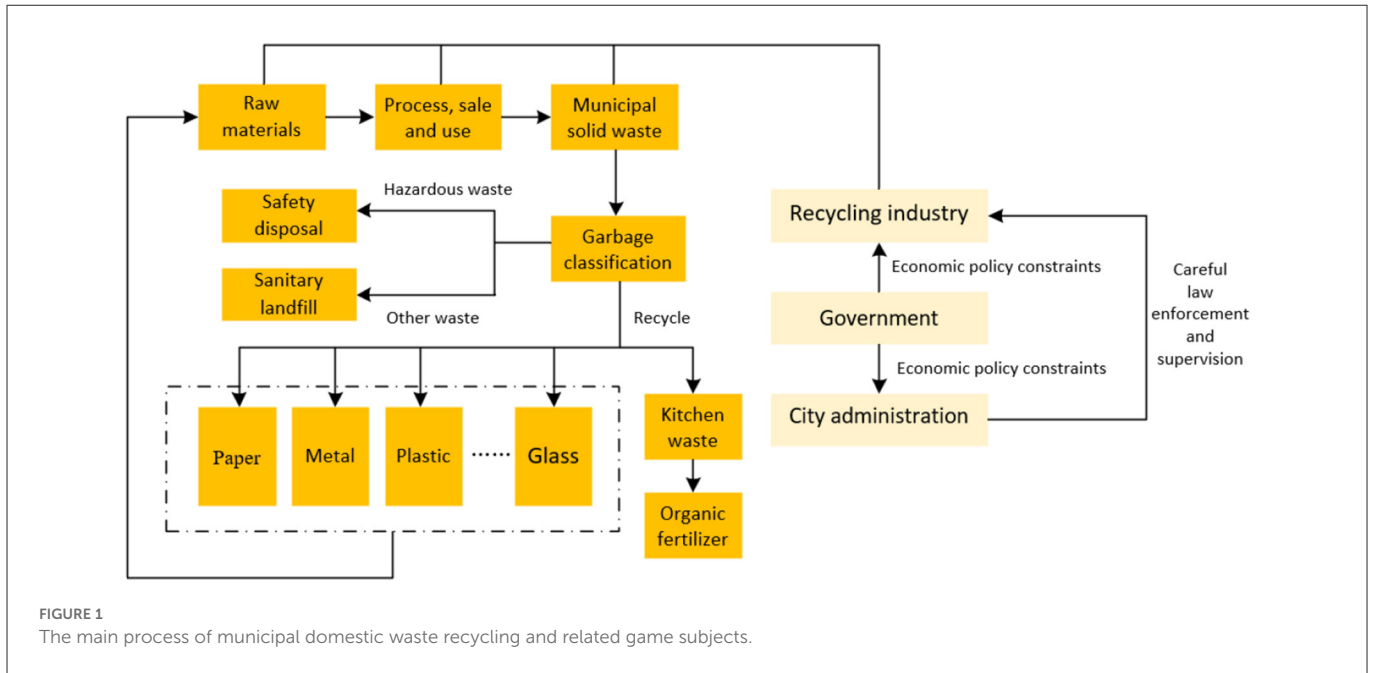 Raw
materials
Process, sale
and use
Municipal
solid waste
Hazardous waste
Safety
disposal
Garbage
classification
Sanitary
landfill
Other waste
Recycle
Paper
Metal
Plastic
......
Glass
Kitchen
waste
Organic
fertilizer
Recycling industry
Economic policy constraints
Government
Economic policy constraints
City administration
Careful
law
enforcement
and
supervision
FIGURE 1
The main process of municipal domestic waste recycling and related game subjects.